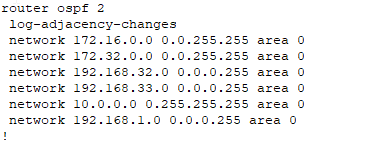 router ospf 2
log-adjacency-changes
network 172.16.0.0 0.0.255.255 area 0
network 172.32.0.0 0.0.255.255 area 0
network 192.168.32.0 0.0.0.255 area 0
network 192.168.33.0 0.0.0.255 area 0
network 10.0.0.0 0.255.255.255 area 0
network 192.168.1.0 0.0.0.255 area 0
!